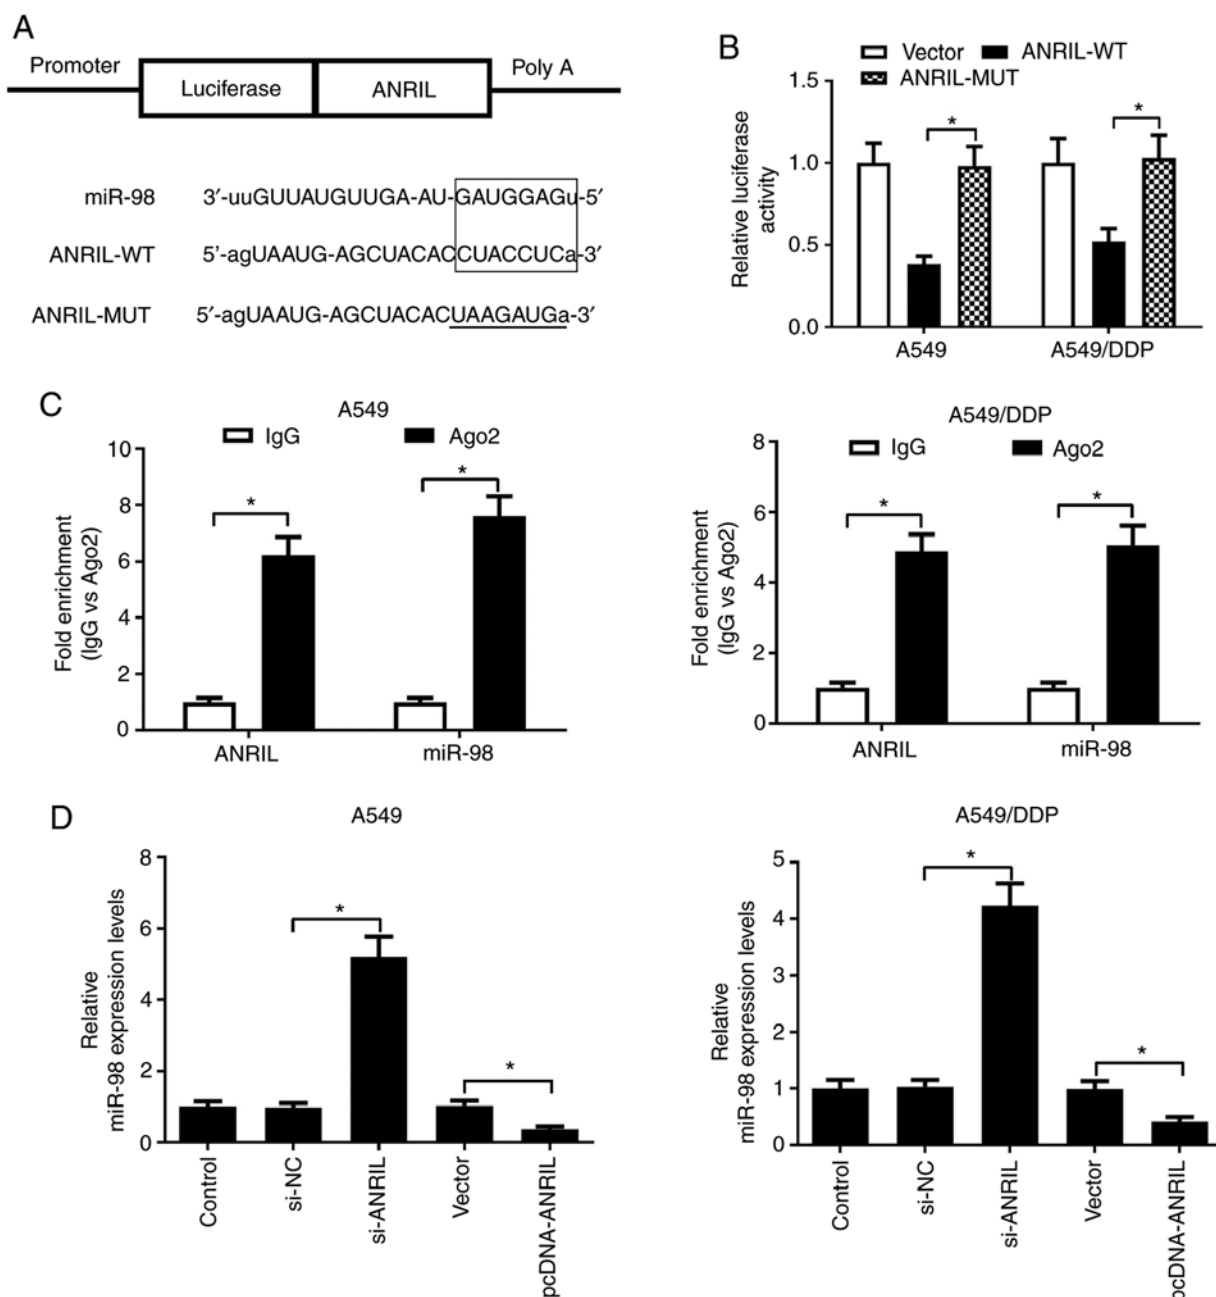 A
Promoter
Luciferase
ANRIL
Poly A
miR-98 3′-uuGUUAUGUUGA-AU-GAUGGAGu-5′
ANRIL-WT 5'-agUAAUG-AGCUACACCUACCUCa-3′
ANRIL-MUT 5′-agUAAUG-AGCUACACUAAGAUGa-3′
B
Vector
ANRIL-WT
ANRIL-MUT
Relative luciferase
activity
1.5
1.0
0.5
0.0
*
*
A549
A549/DDP
C
A549
IgG
Ago2
Fold enrichment
(IgG vs Ago2)
10
8
6
4
2
0
*
*
ANRIL
miR-98
A549/DDP
IgG
Ago2
Fold enrichment
(IgG vs Ago2)
8
6
4
2
0
*
*
ANRIL
miR-98
D
A549
Relative
miR-98 expression levels
8
6
4
2
0
*
*
Control
si-NC
si-ANRIL
Vector
pcDNA-ANRIL
A549/DDP
Relative
miR-98 expression levels
5
4
3
2
1
0
*
*
Control
si-NC
si-ANRIL
Vector
pcDNA-ANRIL